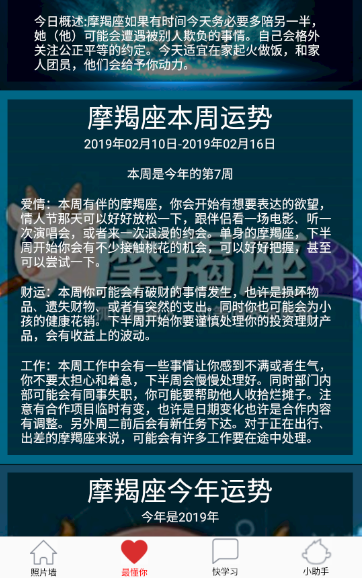 今日概述:摩羯座如果有时间今天务必要多陪另一半，
她（他）可能会遭遇被别人欺负的事情。自己会格外
关注公正平等的约定。今天适宜在家起火做饭，和家
人团员，他们会给予你动力。
摩羯座本周运势
2019年02月10日-2019年02月16日
本周是今年的第7周
爱情：本周有伴的摩羯座，你会开始有想要表达的欲望，
情人节那天可以好好放松一下，跟伴侣看一场电影、听一
次演唱会，或者来一次浪漫的约会。单身的摩羯座，下半
周开始你会有不少接触桃花的机会，可以好好把握，甚至
可以尝试一下。
摩羯座
财运：本周你可能会有破财的事情发生，也许是损坏物
品、遗失财物、或者有突然的支出。同时你也可能会为小
孩的健康花销。下半周开始你要谨慎处理你的投资理财产
品，会有收益上的波动。
工作：本周工作中会有一些事情让你感到不满或者生气，
你不要太担心和着急，下半周会慢慢处理好。同时部门内
部可能会有同事失职，你可能要帮助他人收拾烂摊子。注
意有合作项目临时有变，也许是日期变化也许是合作内容
有调整。另外周二前后会有新任务下达。对于正在出行、
出差的摩羯座来说，可能会有许多工作要在途中处理。
摩羯座今年运势
今年是2019年
照片墙
最懂你
快学习
小助手